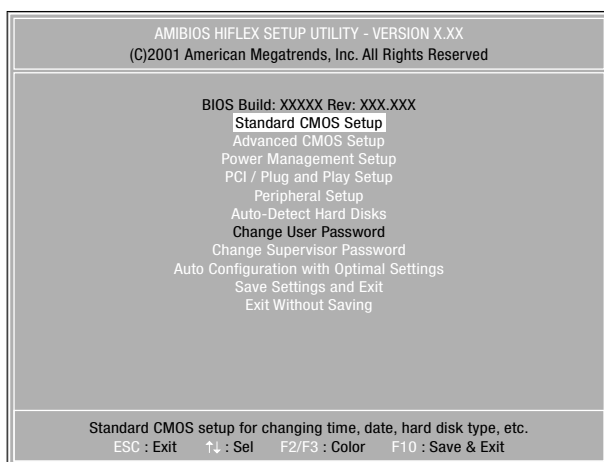 AMIBIOS HIFLEX SETUP UTILITY - VERSION X.XX
(C)2001 American Megatrends, Inc. All Rights Reserved
BIOS Build: XXXXX Rev: XXX.XXX
Standard CMOS Setup
Advanced CMOS Setup
Power Management Setup
PCI / Plug and Play Setup
Peripheral Setup
Auto-Detect Hard Disks
Change User Password
Change Supervisor Password
Auto Configuration with Optimal Settings
Save Settings and Exit
Exit Without Saving
Standard CMOS setup for changing time, date, hard disk type, etc.
ESC : Exit ↑↓ : Sel F2/F3 : Color F10 : Save & Exit